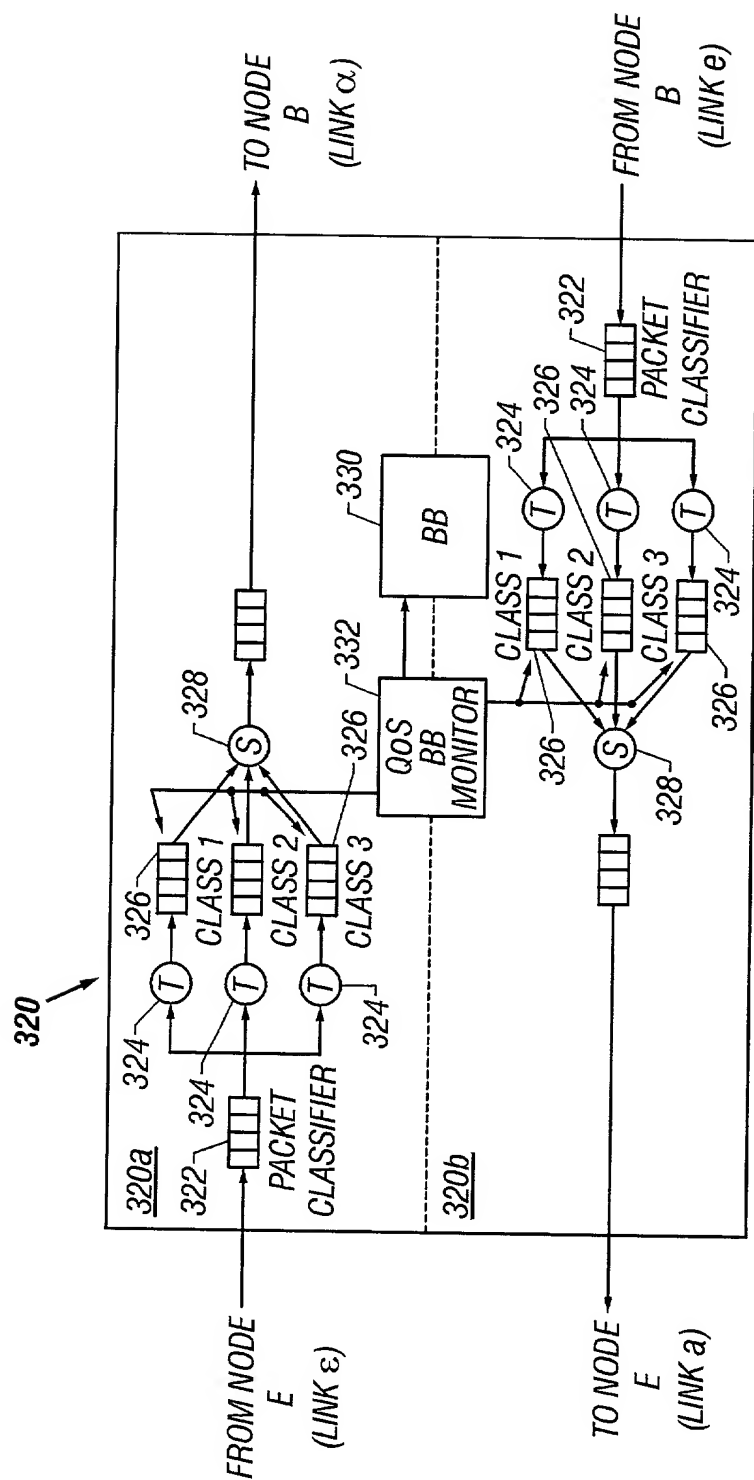 320
320a
FROM NODE
E
(LINK ε)
322
PACKET
CLASSIFIER
324
324
324
T
T
T
326
CLASS 1
CLASS 2
CLASS 3
326
S
328
TO NODE
B
(LINK α)
QoS
BB
MONITOR
332
BB
330
320b
FROM NODE
B
(LINK e)
322
PACKET
CLASSIFIER
324
326
324
T
T
T
324
CLASS 1
CLASS 2
CLASS 3
326
326
S
328
TO NODE
E
(LINK a)